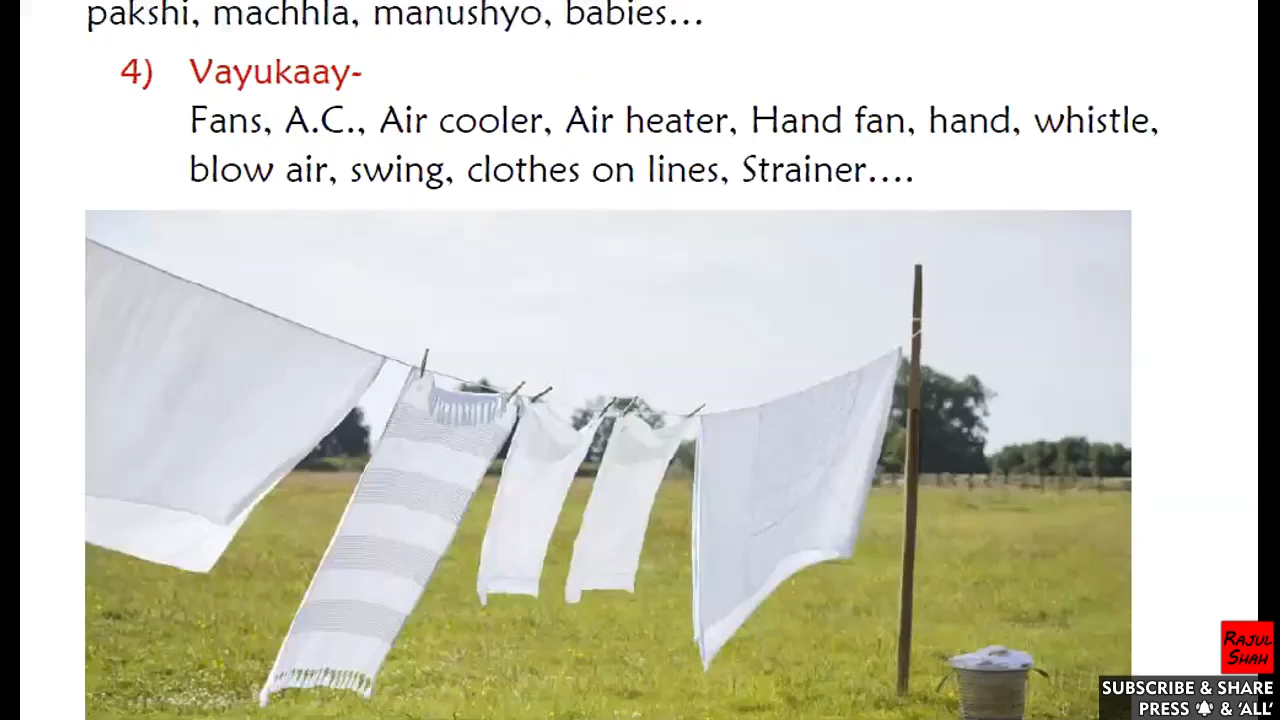 pakshi, machhla, manushyo, babies...
4) Vayukaay-
Fans, A.C., Air cooler, Air heater, Hand fan, hand, whistle,
blow air, swing, clothes on lines, Strainer....
RAJUL
SHAH
SUBSCRIBE & SHARE
PRESS & 'ALL'